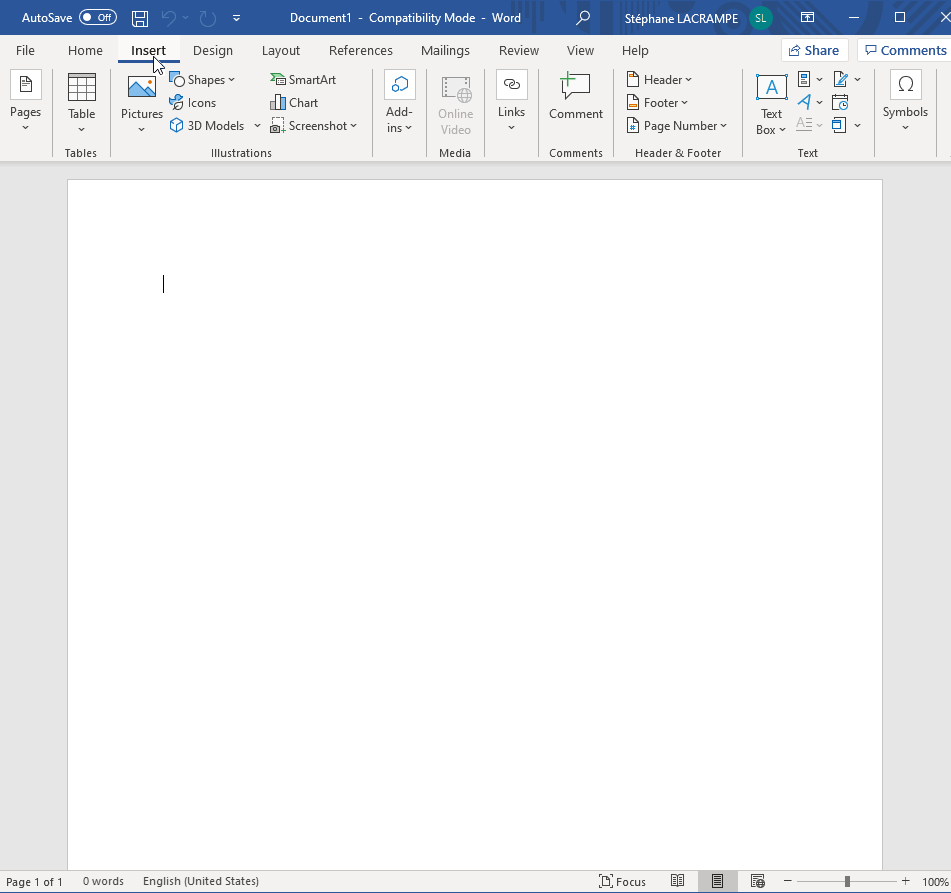 AutoSave Off Document1 - Compatibility Mode - Word Stéphane LACRAMPE SL
File Home Insert Design Layout References Mailings Review View Help Share Comments
Pages
Table
Tables
Pictures
Shapes
Icons
3D Models
SmartArt
Chart
Screenshot
Illustrations
Add-
ins
Online
Video
Media
Links
Comment
Comments
Header
Footer
Page Number
Header & Footer
Text
Box
Text
Symbols
Page 1 of 1 0 words English (United States) Focus 100%